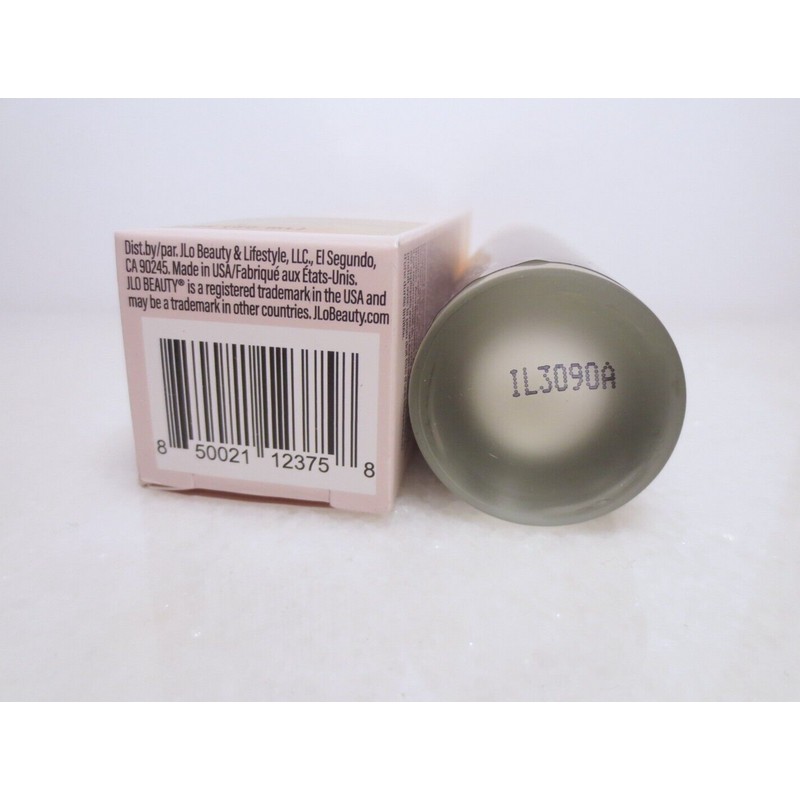 Dist.by/par. JLo Beauty & Lifestyle, LLC., El Segundo,
CA 90245. Made in USA/Fabriqué aux États-Unis.
JLO BEAUTY® is a registered trademark in the USA and
may be a trademark in other countries. JLoBeauty.com
8 50021 12375 8
IL3090A